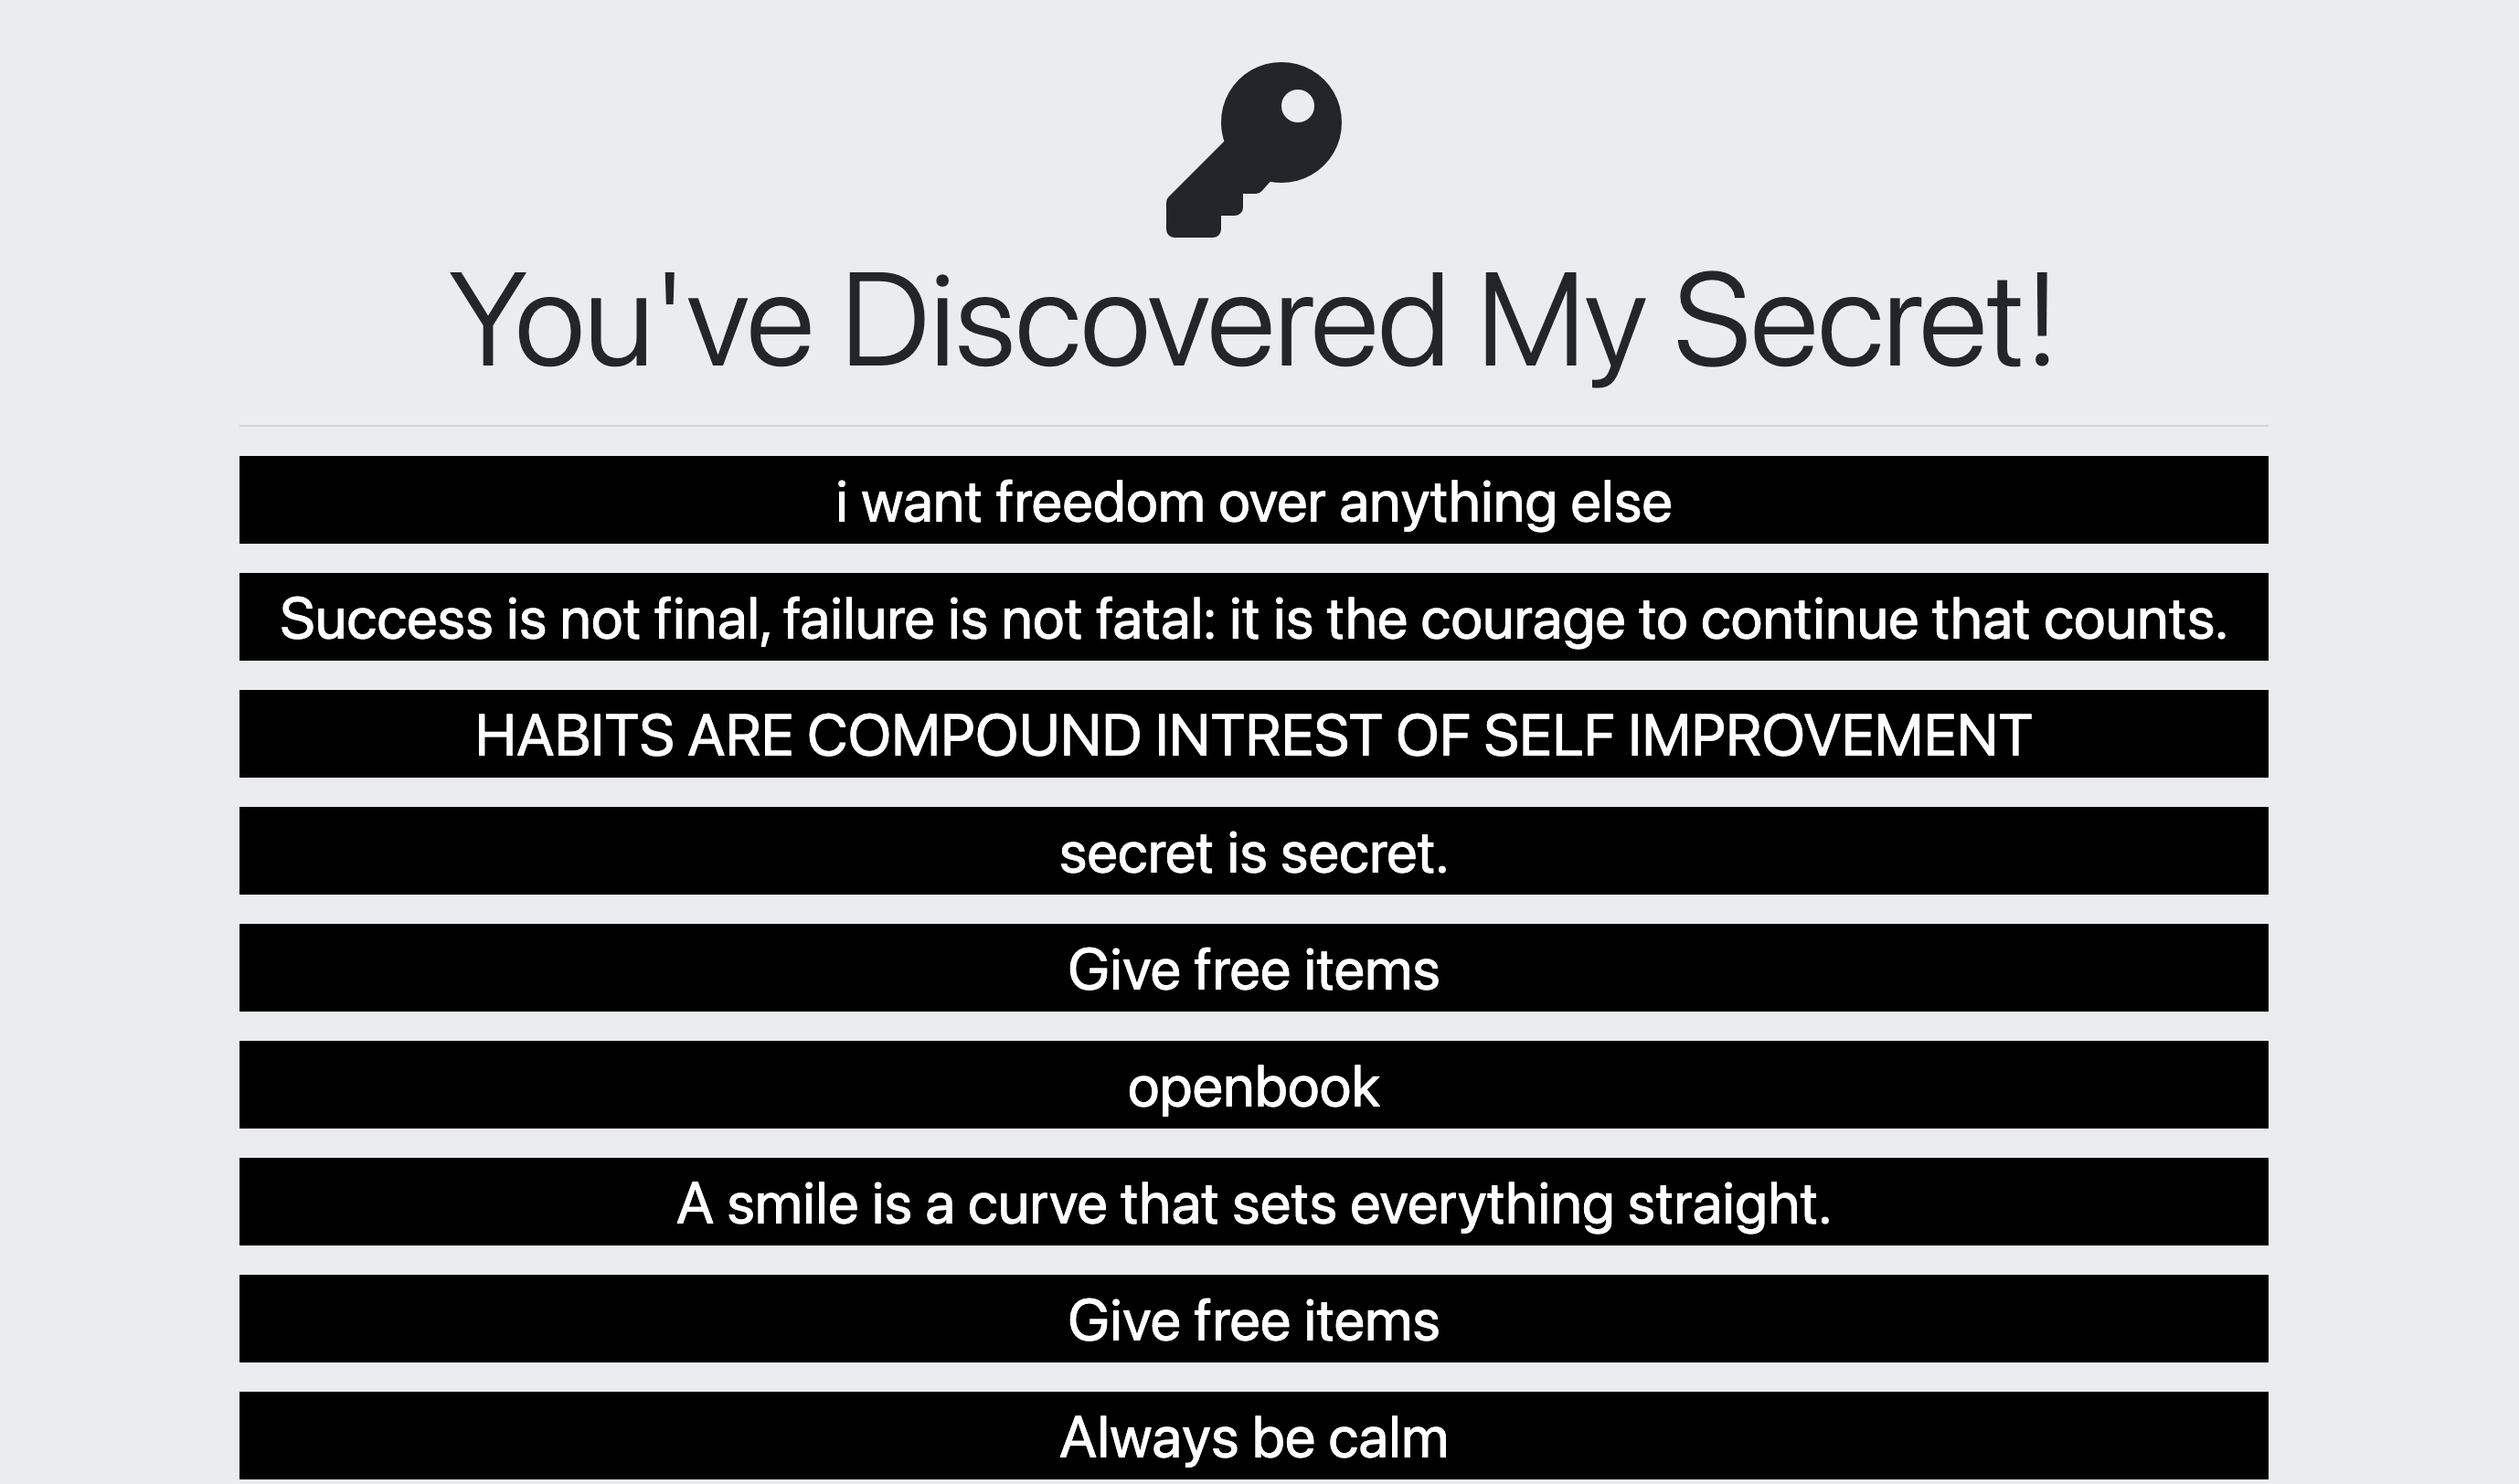 You've Discovered My Secret!
i want freedom over anything else
Success is not final, failure is not fatal: it is the courage to continue that counts.
HABITS ARE COMPOUND INTREST OF SELF IMPROVEMENT
secret is secret.
Give free items
openbook
A smile is a curve that sets everything straight.
Give free items
Always be calm